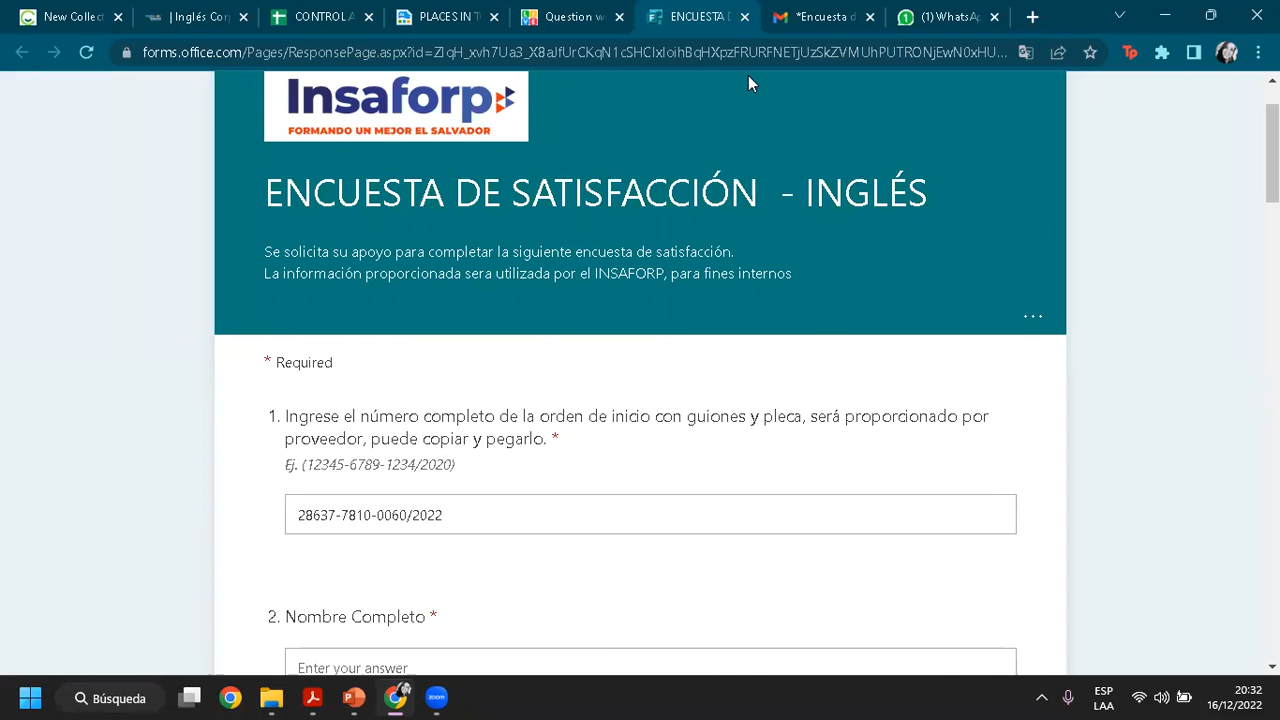 New Collec
| Inglés Cor
CONTROL A
PLACES IN T
Question w
ENCUESTA D
*Encuesta d
(1) WhatsA
forms.office.com/Pages/ResponsePage.aspx?id=
Insaforp
FORMANDO UN MEJOR EL SALVADOR
ENCUESTA DE SATISFACCIÓN - INGLÉS
Se solicita su apoyo para completar la siguiente encuesta de satisfacción.
La información proporcionada sera utilizada por el INSAFORP, para fines internos
...
* Required
1. Ingrese el número completo de la orden de inicio con guiones y pleca, será proporcionado por
proveedor, puede copiar y pegarlo. *
Ej. (12345-6789-1234/2020)
28637-7810-0060/2022
2. Nombre Completo *
Enter your answer
Búsqueda
zoom
ESP
LAA
20:32
16/12/2022